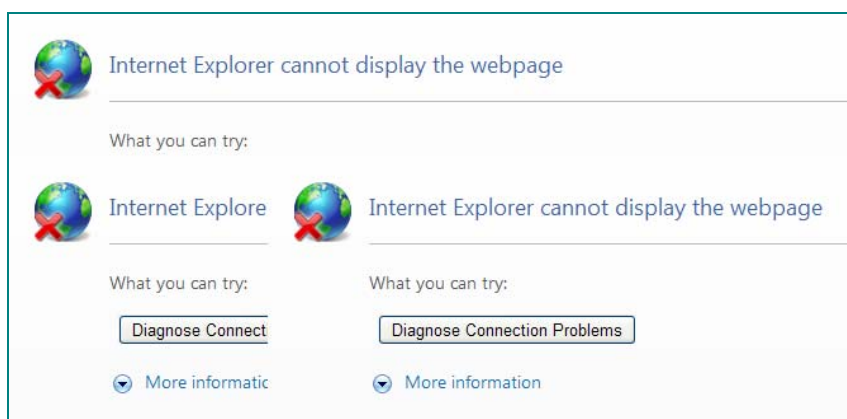 Internet Explorer cannot display the webpage
What you can try:
Internet Explore
Internet Explorer cannot display the webpage
What you can try:
What you can try:
Diagnose Connecti
Diagnose Connection Problems
More informatic
More information